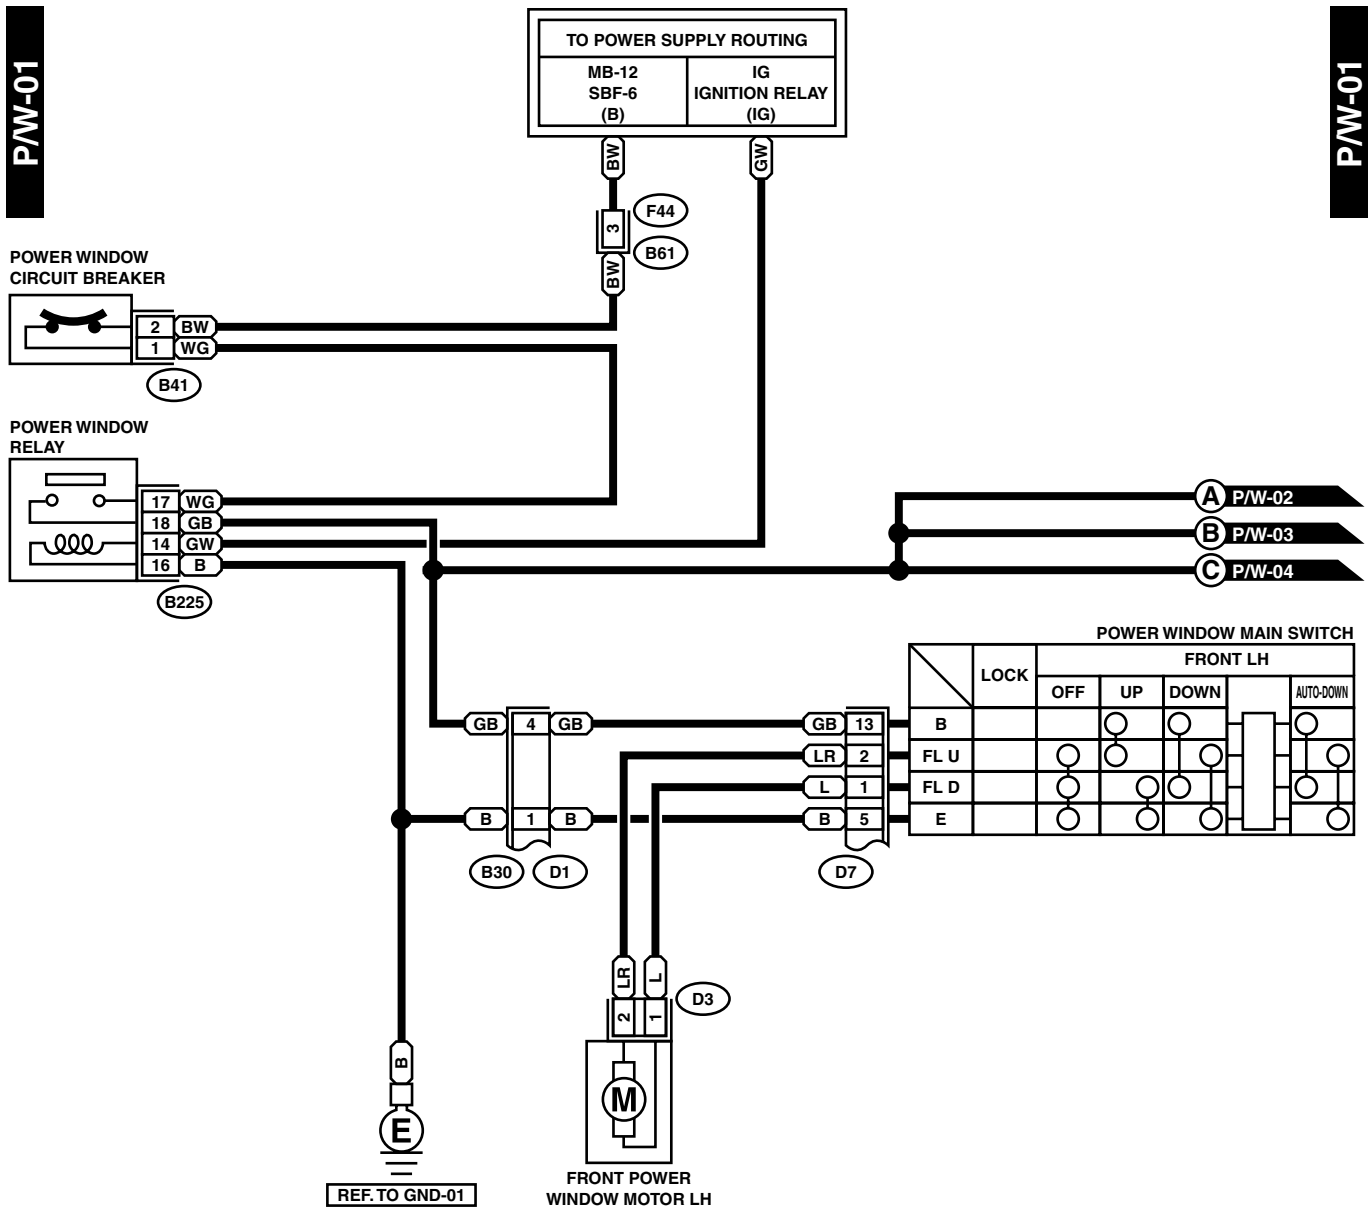 P/W-01
P/W-01
TO POWER SUPPLY ROUTING
MB-12
SBF-6
(B)
IG
IGNITION RELAY
(IG)
BW
GW
3
F44
B61
BW
POWER WINDOW
CIRCUIT BREAKER
2 BW
1 WG
B41
POWER WINDOW
RELAY
17 WG
18 GB
14 GW
16 B
B225
A P/W-02
B P/W-03
C P/W-04
POWER WINDOW MAIN SWITCH
LOCK
FRONT LH
OFF UP DOWN AUTO-DOWN
GB 4 GB GB 13 B
LR 2 FL U
L 1 FL D
B 1 B B 5 E
B30 D1 D7
LR L
D3
2 1
B
M
E
REF. TO GND-01
FRONT POWER
WINDOW MOTOR LH